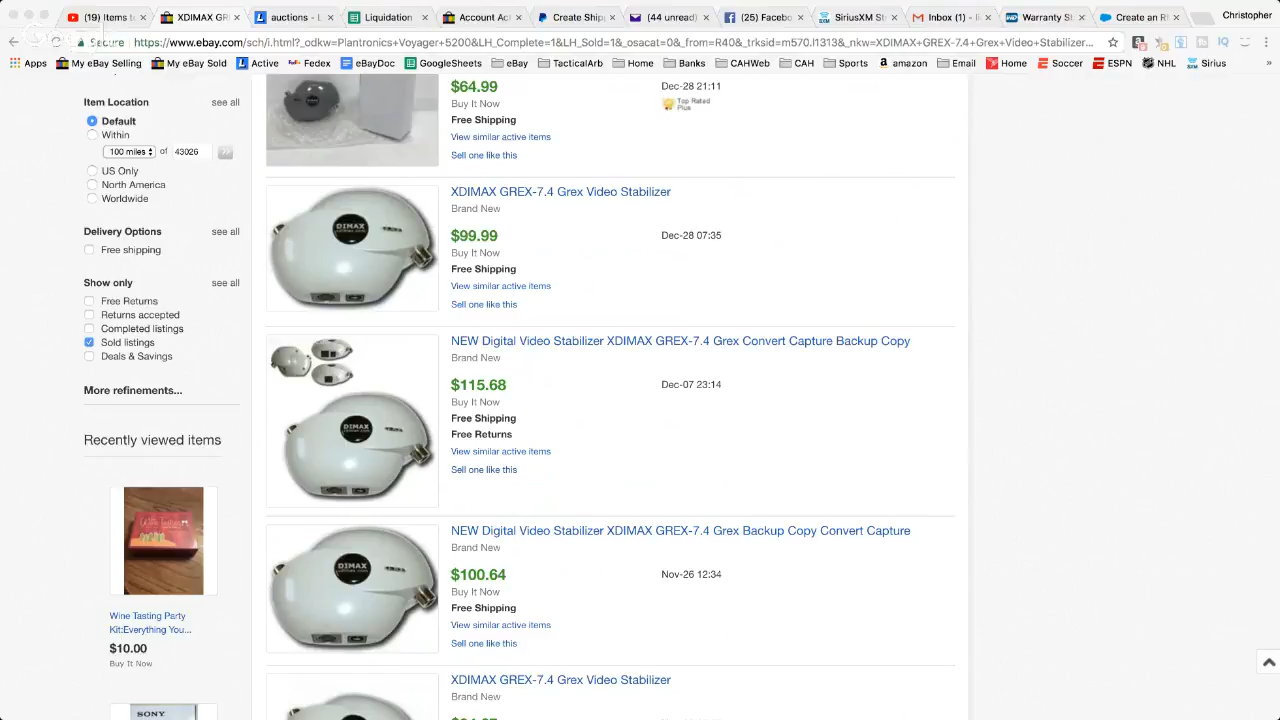 (19) Items to
XDIMAX GR
auctions - L
Liquidation
Account Ac
Create Ship
(44 unread)
(25) Facebo
SiriusXM St
Inbox (1) - li
Warranty St
Create an R
Christopher
Secure https://www.ebay.com/sch/i.html?_odkw=Plantronics+Voyager+5200&LH_Complete=1&LH_Sold=1&_osacat=0&_from=R40&_trksid=m570.l1313&_nkw=XDIMAX+GREX-7.4+Grex+Video+Stabilizer...
Apps My eBay Selling My eBay Sold Active Fedex eBayDoc GoogleSheets eBay TacticalArb Home Banks CAHWeb CAH Sports amazon Email Home Soccer ESPN NHL Sirius »
Item Location see all
Default
Within
100 miles of 43026
US Only
North America
Worldwide
Delivery Options see all
Free shipping
Show only see all
Free Returns
Returns accepted
Completed listings
Sold listings
Deals & Savings
More refinements...
Recently viewed items
Wine Tasting Party
Kit:Everything You...
$10.00
Buy It Now
SONY
$64.99 Dec-28 21:11
Buy It Now
Top Rated
Plus
Free Shipping
View similar active items
Sell one like this
DIMAX
XDIMAX GREX-7.4 Grex Video Stabilizer
Brand New
$99.99 Dec-28 07:35
Buy It Now
Free Shipping
View similar active items
Sell one like this
DIMAX
NEW Digital Video Stabilizer XDIMAX GREX-7.4 Grex Convert Capture Backup Copy
Brand New
$115.68 Dec-07 23:14
Buy It Now
Free Shipping
Free Returns
View similar active items
Sell one like this
DIMAX
NEW Digital Video Stabilizer XDIMAX GREX-7.4 Grex Backup Copy Convert Capture
Brand New
$100.64 Nov-26 12:34
Buy It Now
Free Shipping
View similar active items
Sell one like this
XDIMAX GREX-7.4 Grex Video Stabilizer
Brand New